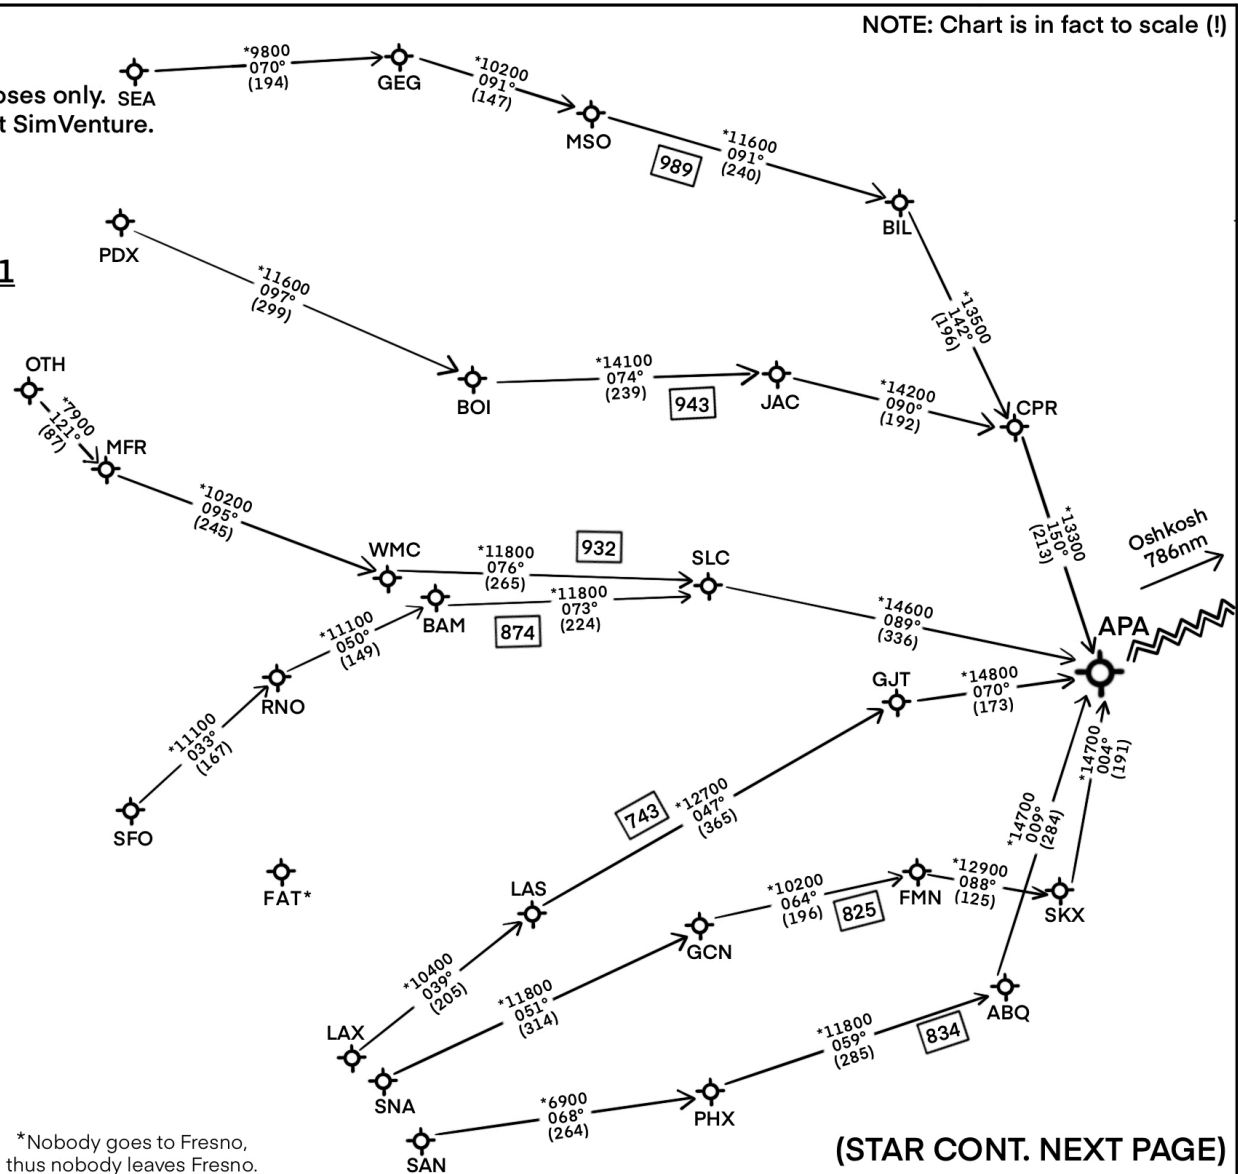 NOTE: Chart is in fact to scale (!)
*9800
070°
(194)
GEG
*10200
091°
(147)
oses only.
SEA
t SimVenture.
MSO
*11600
091°
(240)
989
BIL
PDX
1
*11600
097°
(299)
*13500
142°
(196)
OTH
*7900
121°
(87)
MFR
BOI
*14100
074°
(239)
943
JAC
*14200
090°
(192)
CPR
*10200
095°
(245)
*13300
150°
(213)
Oshkosh
786nm
WMC
*11800
076°
(265)
932
SLC
BAM
*11800
073°
(224)
874
*14600
089°
(336)
APA
*11100
050°
(149)
RNO
GJT
*14800
070°
(173)
*11100
033°
(167)
SFO
*14700
004°
(191)
743
*12700
047°
(365)
*14700
009°
(284)
FAT*
LAS
*10200
064°
(196)
825
FMN
*12900
088°
(125)
SKX
GCN
*10400
039°
(205)
*11800
051°
(314)
ABQ
LAX
SNA
*11800
059°
(285)
834
*6900
068°
(264)
PHX
SAN
*Nobody goes to Fresno,
thus nobody leaves Fresno.
(STAR CONT. NEXT PAGE)